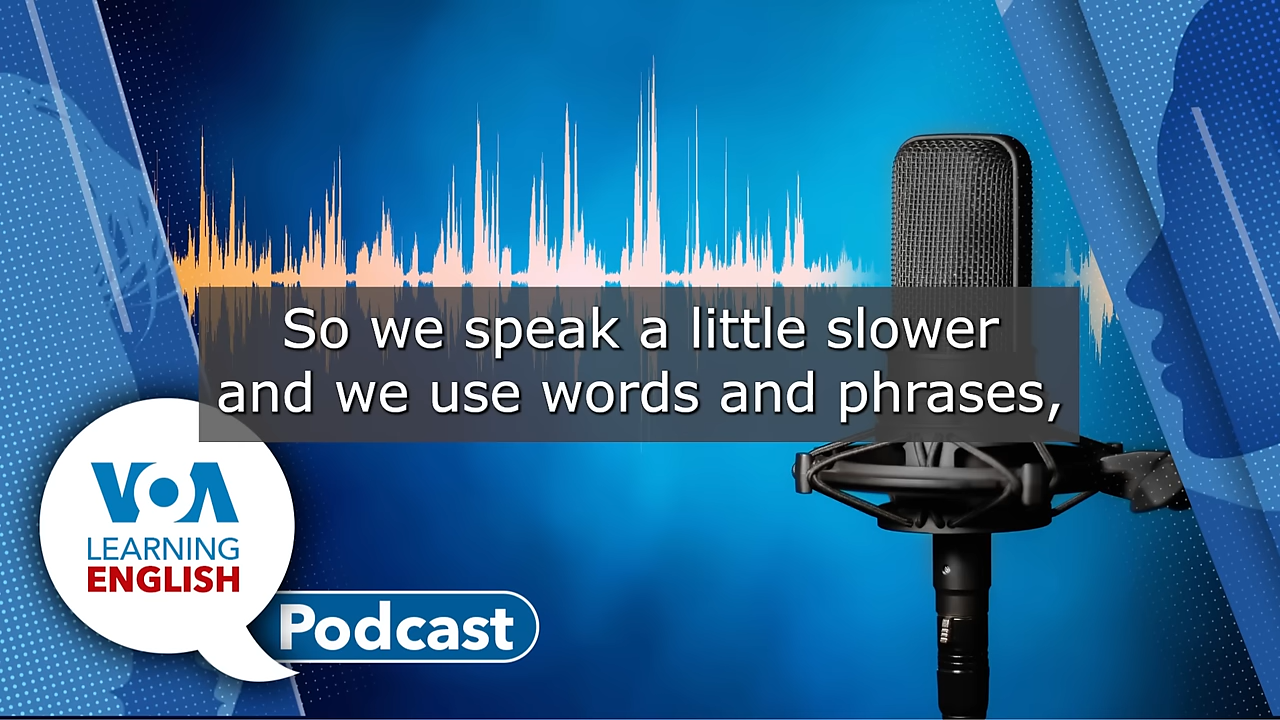 So we speak a little slower
and we use words and phrases,
VOA
LEARNING
ENGLISH
Podcast